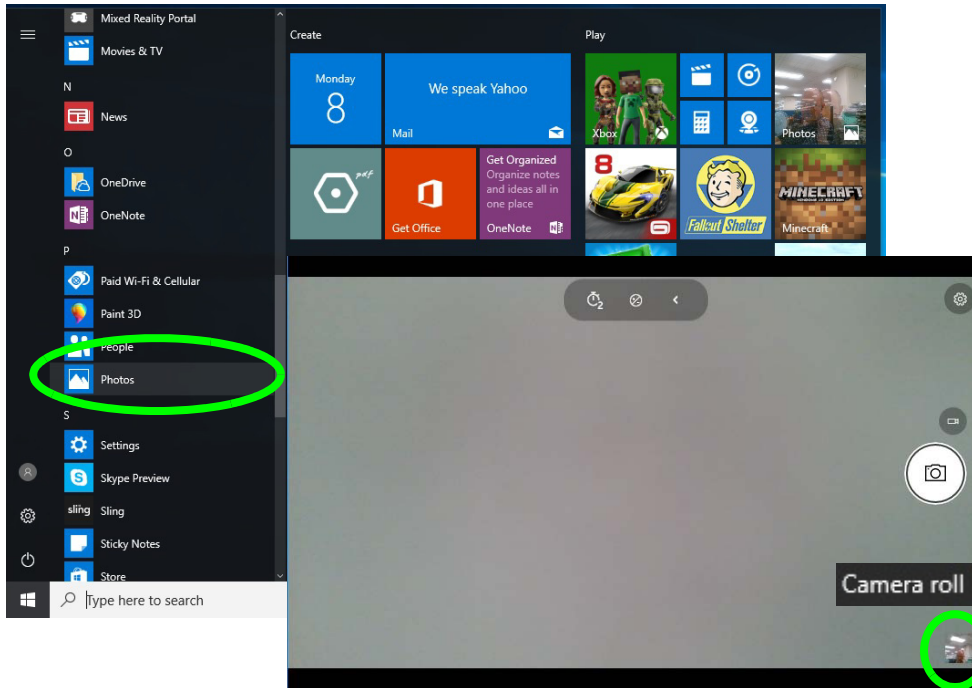 Mixed Reality Portal
Movies & TV
N
News
O
OneDrive
OneNote
P
Paid Wi-Fi & Cellular
Paint 3D
People
Photos
S
Settings
Skype Preview
sling Sling
Sticky Notes
Store
Type here to search
Create
Monday
8
We speak Yahoo
Mail
pdf
Get Office
Get Organized
Organize notes
and ideas all in
one place
OneNote
Play
Xbox
Photos
8
Fallout Shelter
MINECRAFT
Minecraft
2
Camera roll